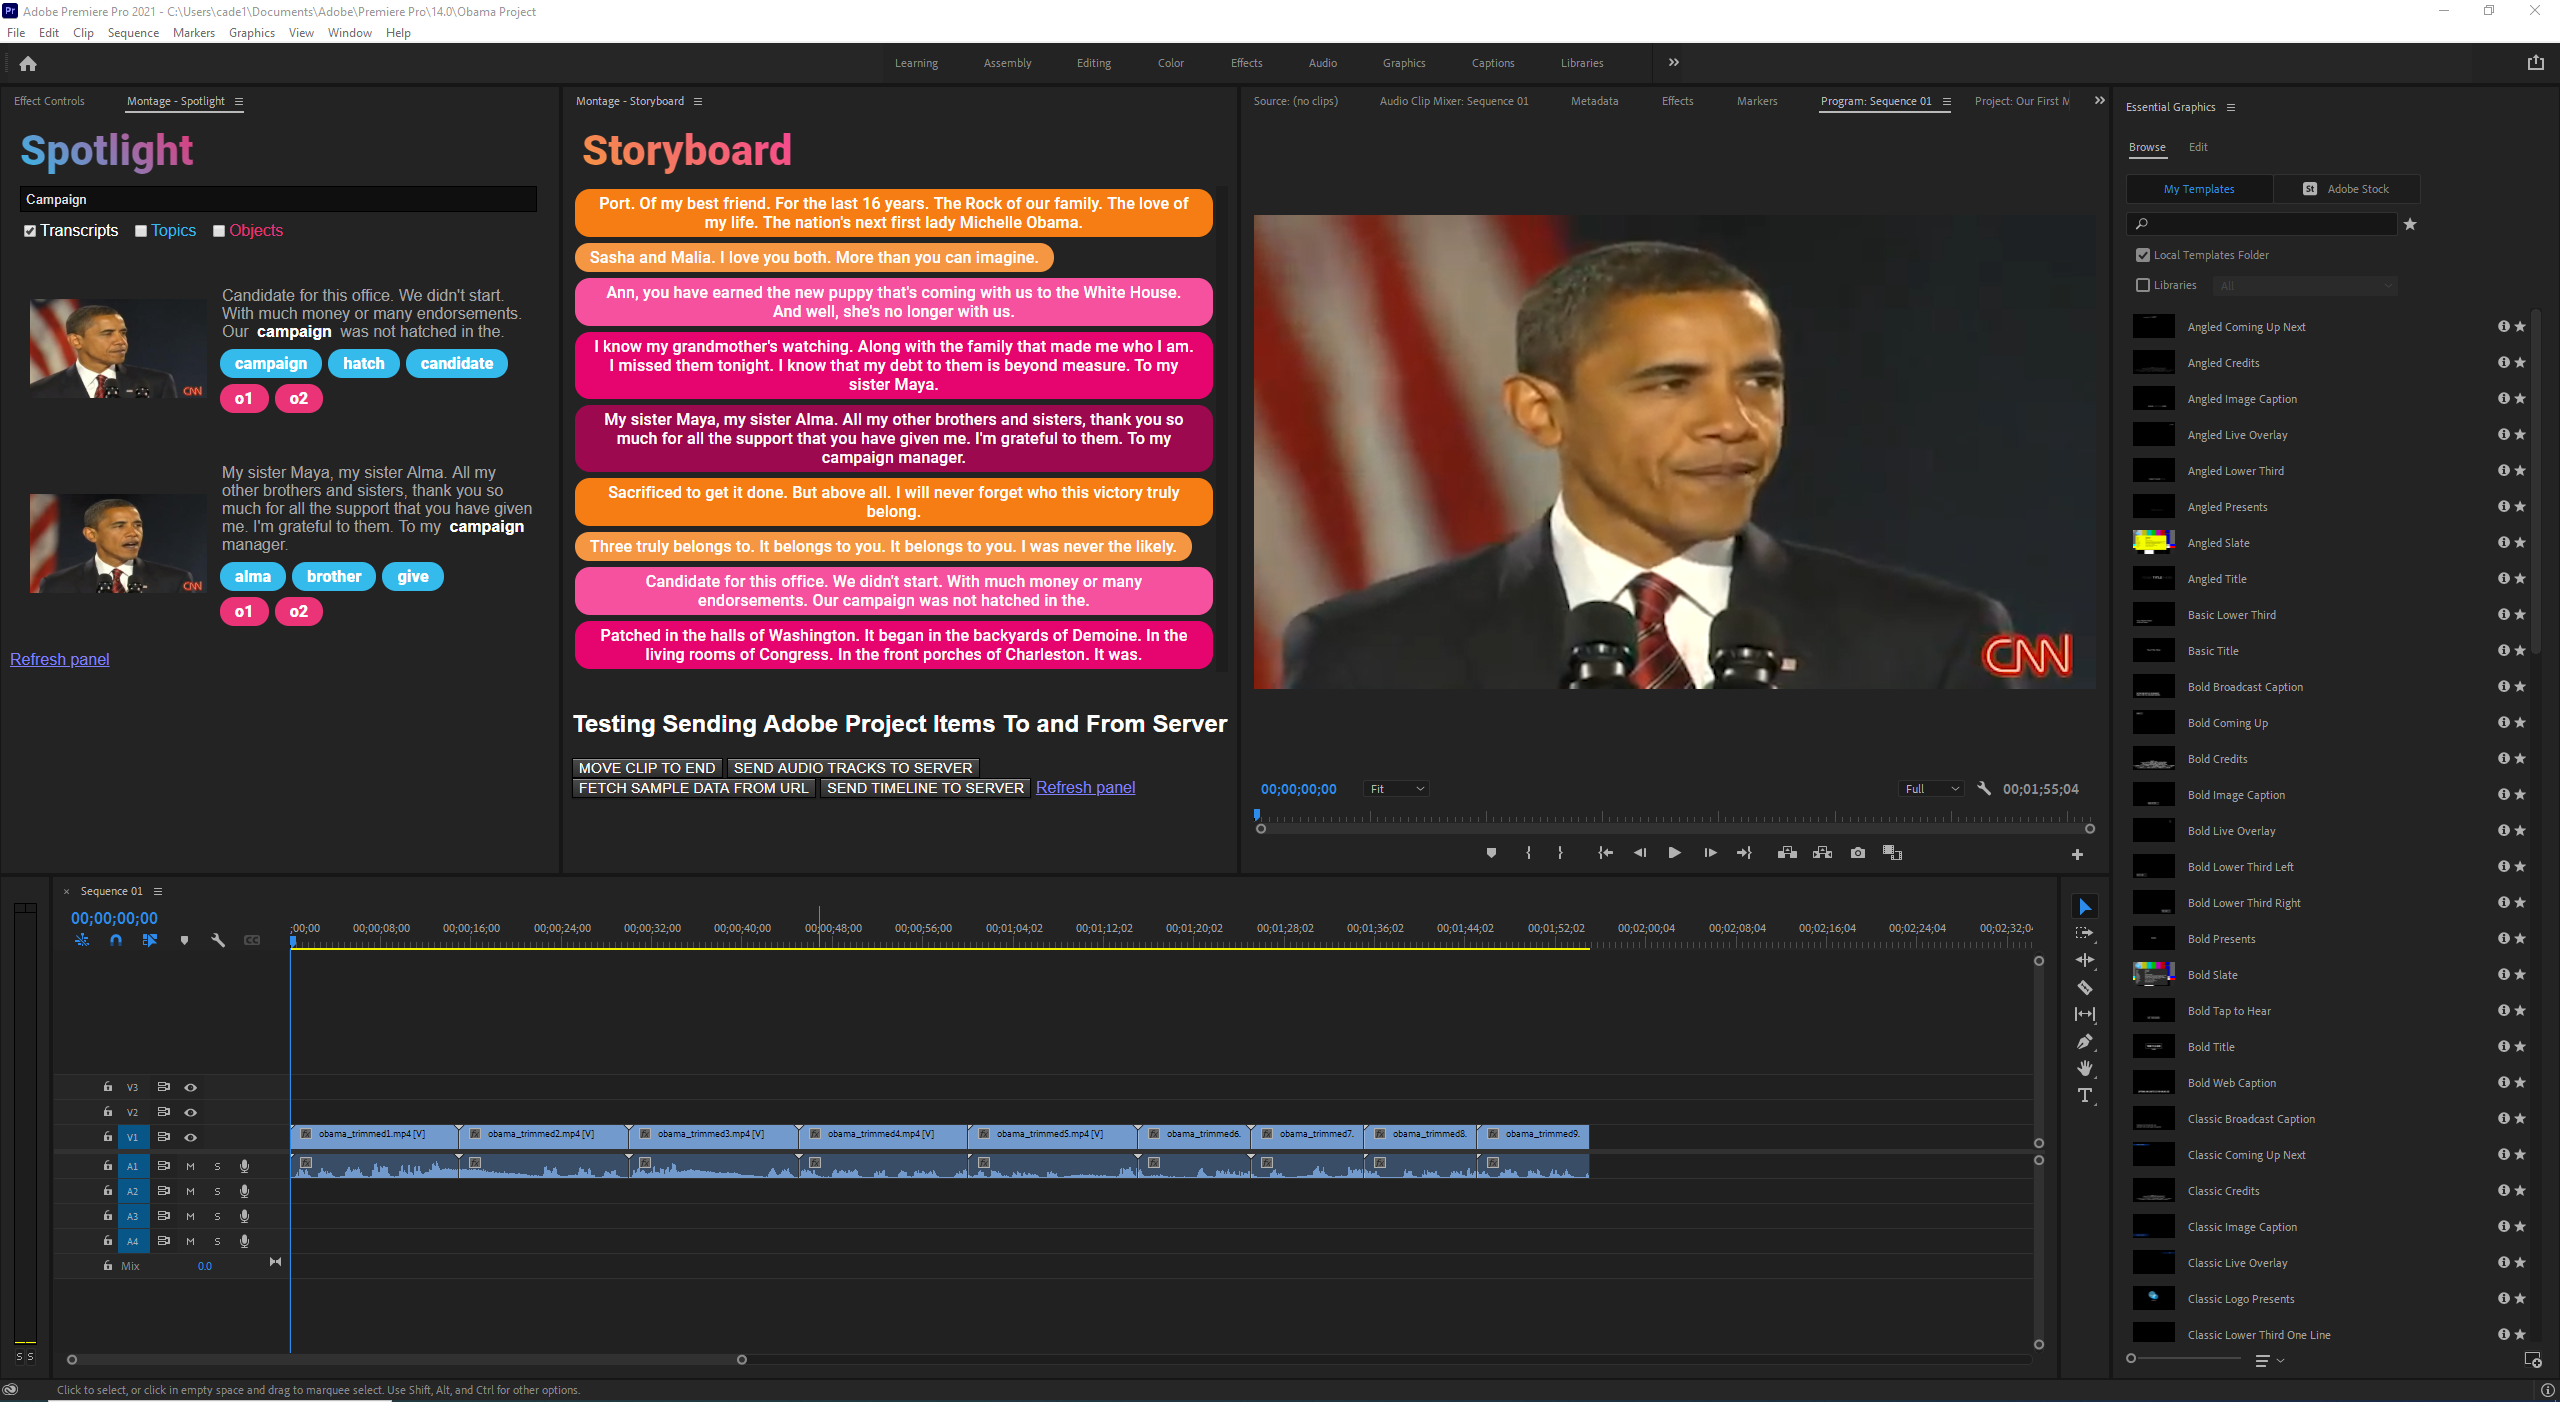 Adobe Premiere Pro 2021 - C:\Users\cade1\Documents\Adobe\Premiere Pro\14.0\Obama Project
File Edit Clip Sequence Markers Graphics View Window Help
Learning Assembly Editing Color Effects Audio Graphics Captions Libraries
Effect Controls Montage - Spotlight
Spotlight
Campaign
Transcripts Topics Objects
Candidate for this office. We didn't start.
With much money or many endorsements.
Our campaign was not hatched in the.
campaign hatch candidate
o1 o2
CNN
My sister Maya, my sister Alma. All my
other brothers and sisters, thank you so
much for all the support that you have given
me. I'm grateful to them. To my campaign
manager.
alma brother give
o1 o2
CNN
Refresh panel
Montage - Storyboard
Storyboard
Port. Of my best friend. For the last 16 years. The Rock of our family. The love of
my life. The nation's next first lady Michelle Obama.
Sasha and Malia. I love you both. More than you can imagine.
Ann, you have earned the new puppy that's coming with us to the White House.
And well, she's no longer with us.
I know my grandmother's watching. Along with the family that made me who I am.
I missed them tonight. I know that my debt to them is beyond measure. To my
sister Maya.
My sister Maya, my sister Alma. All my other brothers and sisters, thank you so
much for all the support that you have given me. I'm grateful to them. To my
campaign manager.
Sacrificed to get it done. But above all. I will never forget who this victory truly
belong.
Three truly belongs to. It belongs to you. It belongs to you. I was never the likely.
Candidate for this office. We didn't start. With much money or many
endorsements. Our campaign was not hatched in the.
Patched in the halls of Washington. It began in the backyards of Demoine. In the
living rooms of Congress. In the front porches of Charleston. It was.
Testing Sending Adobe Project Items To and From Server
MOVE CLIP TO END SEND AUDIO TRACKS TO SERVER
FETCH SAMPLE DATA FROM URL SEND TIMELINE TO SERVER Refresh panel
Source: (no clips) Audio Clip Mixer: Sequence 01 Metadata Effects Markers Program: Sequence 01 Project: Our First M
CNN
00;00;00;00 Fit Full 00;01;55;04
Essential Graphics
Browse Edit
My Templates St Adobe Stock
Local Templates Folder
Libraries All
Angled Coming Up Next
Angled Credits
Angled Image Caption
Angled Live Overlay
Angled Lower Third
Angled Presents
Angled Slate
Angled Title
Basic Lower Third
Basic Title
Bold Broadcast Caption
Bold Coming Up
Bold Credits
Bold Image Caption
Bold Live Overlay
Bold Lower Third Left
Bold Lower Third Right
Bold Presents
Bold Slate
Bold Tap to Hear
Bold Title
Bold Web Caption
Classic Broadcast Caption
Classic Coming Up Next
Classic Credits
Classic Image Caption
Classic Live Overlay
Classic Logo Presents
Classic Lower Third One Line
Sequence 01
00;00;00;00
;00;00 00;00;08;00 00;00;16;00 00;00;24;00 00;00;32;00 00;00;40;00 00;00;48;00 00;00;56;00 00;01;04;02 00;01;12;02 00;01;20;02 00;01;28;02 00;01;36;02 00;01;44;02 00;01;52;02 00;02;00;04 00;02;08;04 00;02;16;04 00;02;24;04 00;02;32;04
V3
V2
V1 obama_trimmed1.mp4 [V] obama_trimmed2.mp4 [V] obama_trimmed3.mp4 [V] obama_trimmed4.mp4 [V] obama_trimmed5.mp4 [V] obama_trimmed6. obama_trimmed7. obama_trimmed8. obama_trimmed9.
A1 M S
A2 M S
A3 M S
A4 M S
Mix 0.0
S S
Click to select, or click in empty space and drag to marquee select. Use Shift, Alt, and Ctrl for other options.